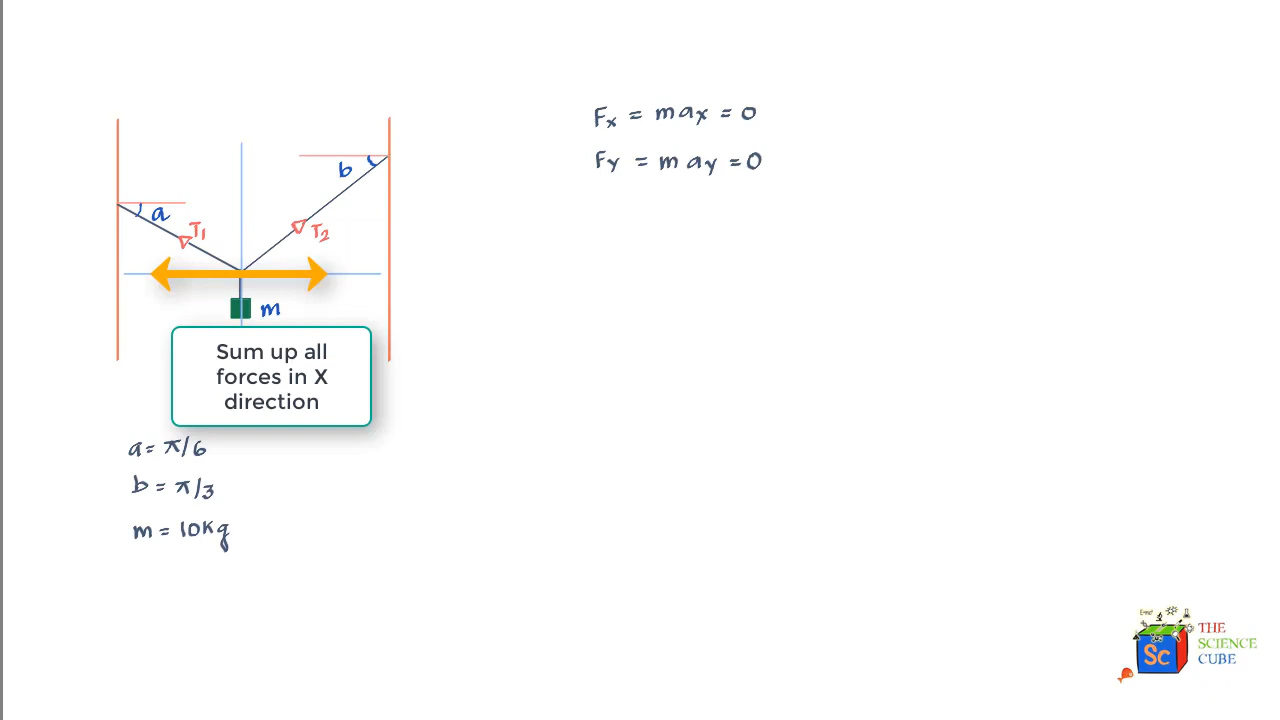 Fx = max = 0
Fy = may = 0
b
a
T1
T2
m
Sum up all
forces in X
direction
a = π/6
b = π/3
m = 10kg
Sc
THE
SCIENCE
CUBE